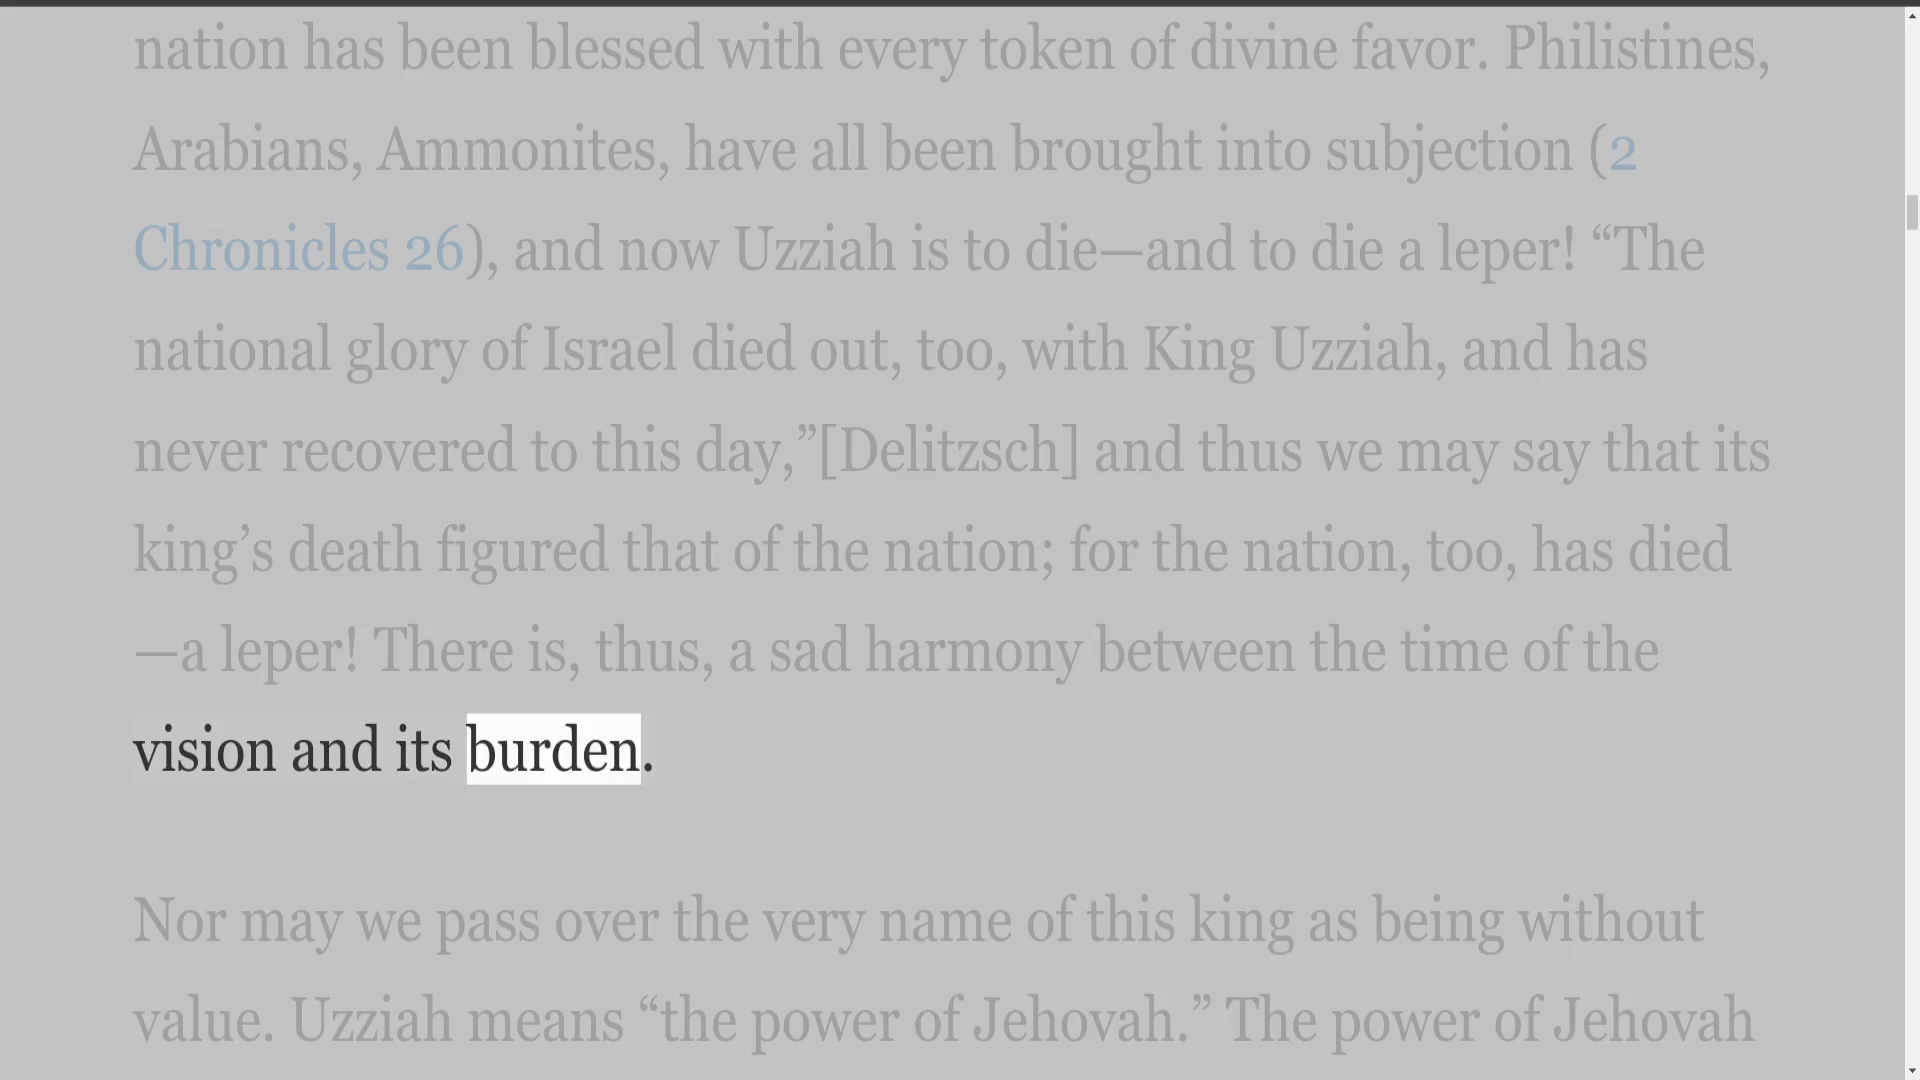 nation has been blessed with every token of divine favor. Philistines,
Arabians, Ammonites, have all been brought into subjection (2
Chronicles 26), and now Uzziah is to die—and to die a leper! “The
national glory of Israel died out, too, with King Uzziah, and has
never recovered to this day,”[Delitzsch] and thus we may say that its
king’s death figured that of the nation; for the nation, too, has died
—a leper! There is, thus, a sad harmony between the time of the
vision and its burden.
Nor may we pass over the very name of this king as being without
value. Uzziah means “the power of Jehovah.” The power of Jehovah